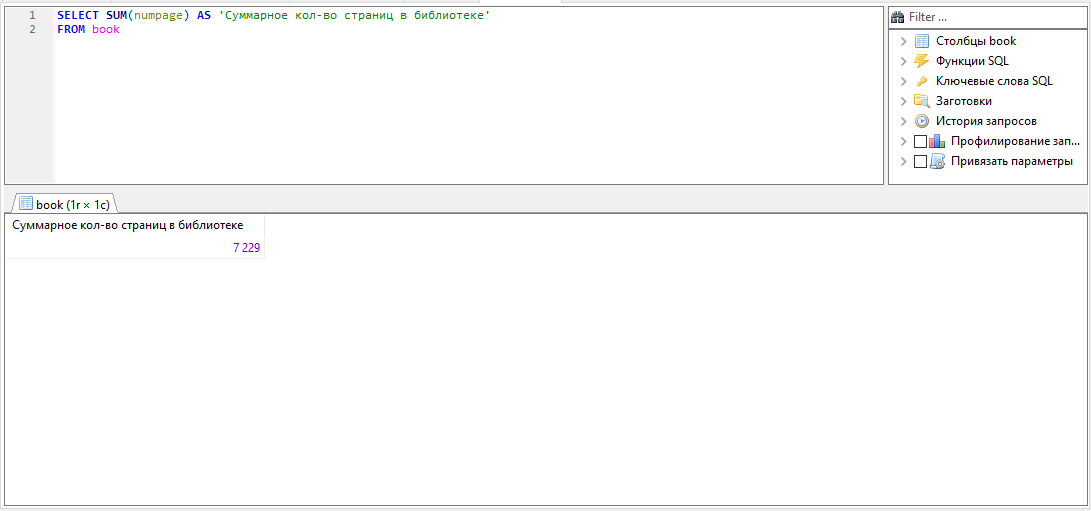 1 SELECT SUM(numpage) AS 'Суммарное кол-во страниц в библиотеке'
2 FROM book
Filter ...
Столбцы book
Функции SQL
Ключевые слова SQL
Заготовки
История запросов
Профилирование зап...
Привязать параметры
book (1r × 1c)
Суммарное кол-во страниц в библиотеке
7 229